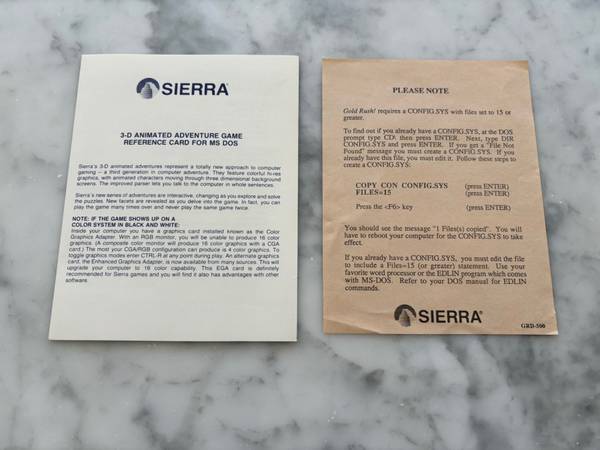 SIERRA®
3-D ANIMATED ADVENTURE GAME
REFERENCE CARD FOR MS DOS
Sierra's 3-D animated adventures represent a totally new approach to computer
gaming – a third generation in computer adventure. They feature colorful hi-res
graphics, with animated characters moving through three dimensional background
screens. The improved parser lets you talk to the computer in whole sentences.
Sierra's new series of adventures are interactive, changing as you explore and solve
the puzzles. New facets are revealed as you delve into the game. In fact, you can
play the game many times over and never play the same game twice.
NOTE: IF THE GAME SHOWS UP ON A
COLOR SYSTEM IN BLACK AND WHITE:
Inside your computer you have a graphics card installed known as the Color
Graphics Adapter. With an RGB monitor, you will be unable to produce 16 color
graphics. (A composite color monitor will produce 16 color graphics with a CGA
card.) The most your CGA/RGB configuration can produce is 4 color graphics. To
toggle graphics modes enter CTRL-R at any point during play. An alternate graphics
card, the Enhanced Graphics Adapter, is now available from many sources. This will
upgrade your computer to 16 color capability. This EGA card is definitely
recommended for Sierra games and you will find it also has advantages with other
software.
PLEASE NOTE
Gold Rush! requires a CONFIG.SYS with files set to 15 or
greater.
To find out if you already have a CONFIG.SYS, at the DOS
prompt type CD\ then press ENTER. Next, type DIR
CONFIG.SYS and press ENTER. If you get a "File Not
Found" message you must create a CONFIG.SYS. If you
already have this file, you must edit it. Follow these steps to
create a CONFIG.SYS:
COPY CON CONFIG.SYS (press ENTER)
FILES=15 (press ENTER)
Press the <F6> key (press ENTER)
You should see the message "1 Files(s) copied". You will
have to reboot your computer for the CONFIG.SYS to take
effect.
If you already have a CONFIG.SYS, you must edit the file
to include a Files=15 (or greater) statement. Use your
favorite word processor or the EDLIN program which comes
with MS-DOS. Refer to your DOS manual for EDLIN
commands.
SIERRA®
GRD-500